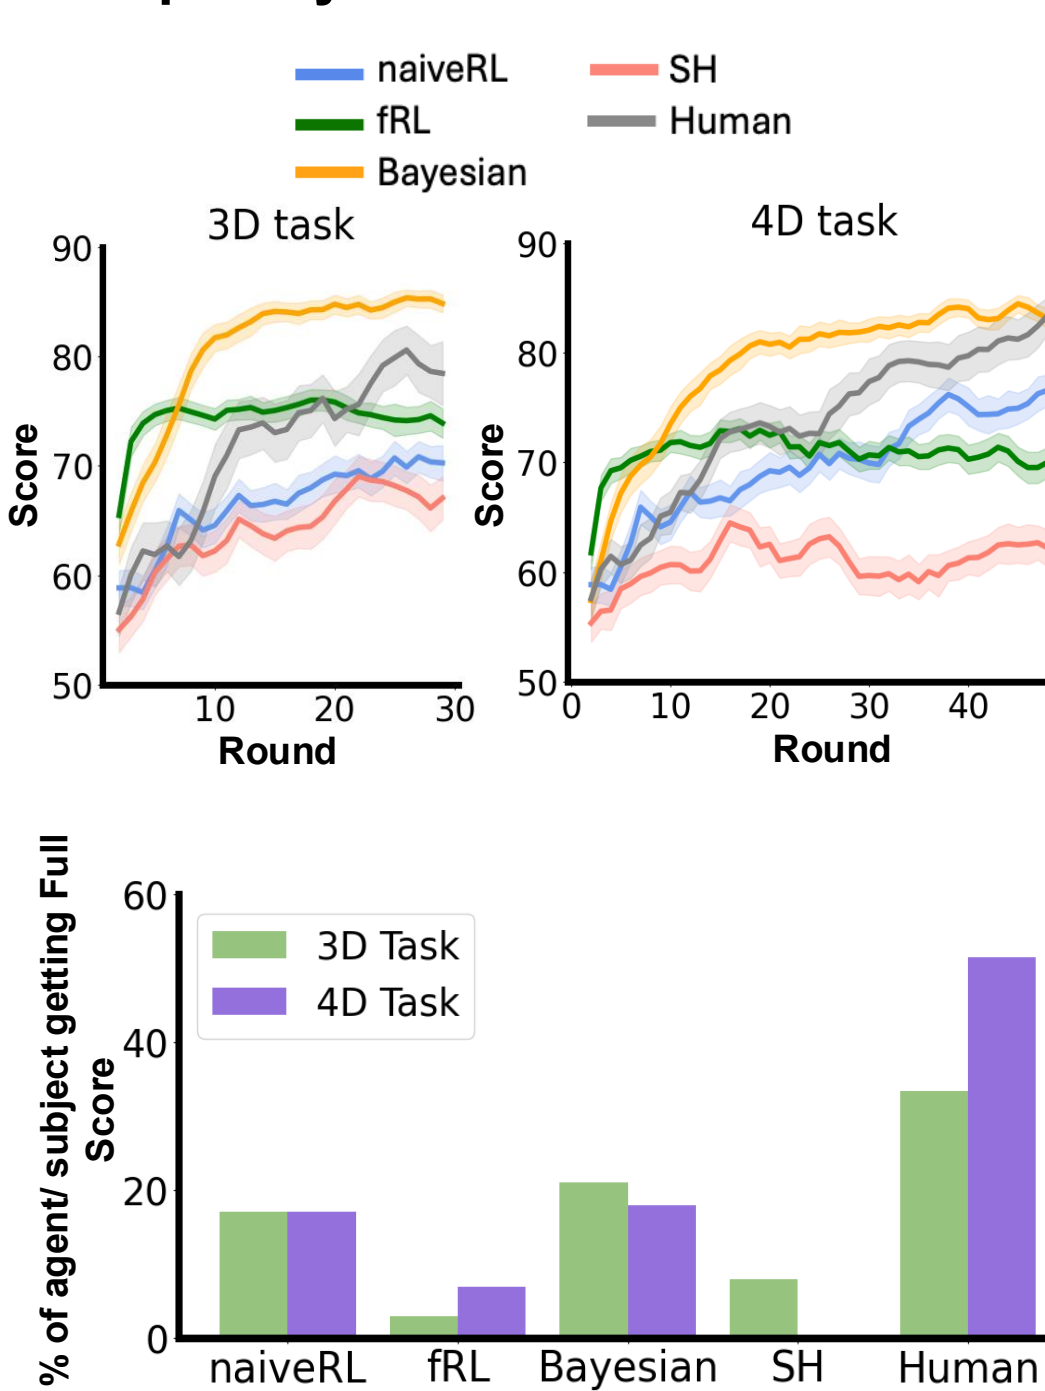 naiveRL
fRL
Bayesian
SH
Human
3D task
90
80
70
60
50
10 20 30
Score
Round
4D task
90
80
70
60
50
0 10 20 30 40
Score
Round
% of agent/ subject getting Full
Score
60
40
20
0
3D Task
4D Task
naiveRL fRL Bayesian SH Human